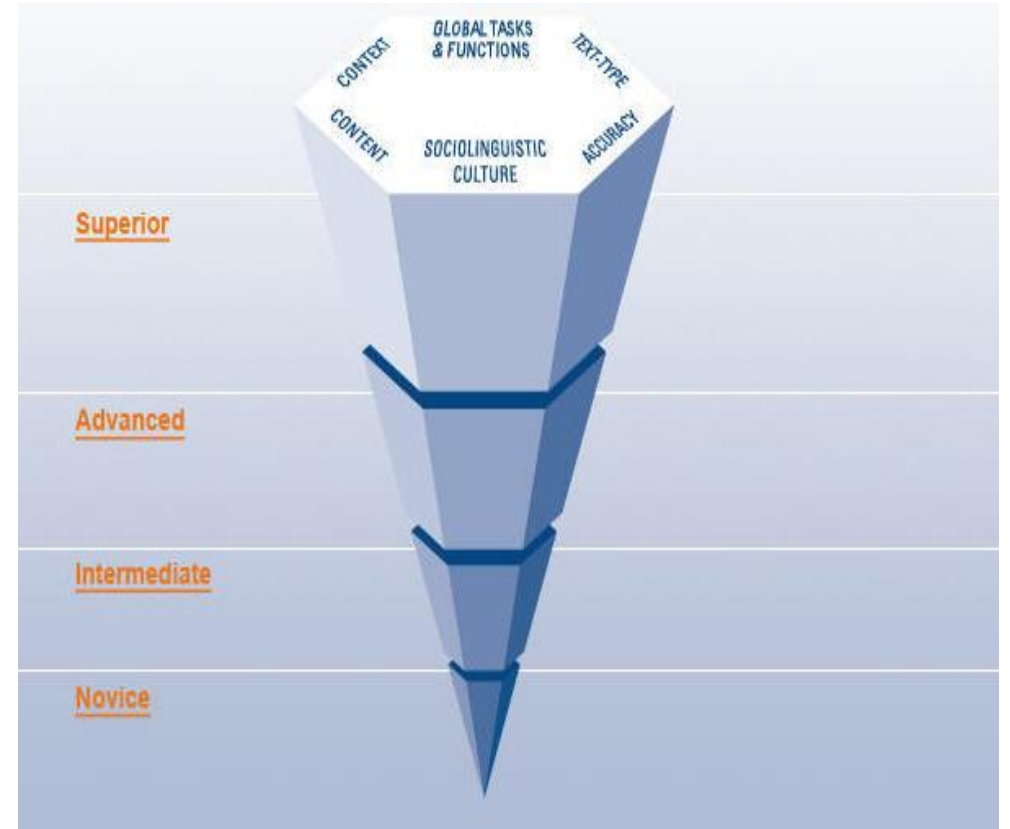 GLOBAL TASKS
& FUNCTIONS
CONTEXT
TEXT-TYPE
CONTENT
SOCIOLINGUISTIC
CULTURE
ACCURACY
Superior
Advanced
Intermediate
Novice